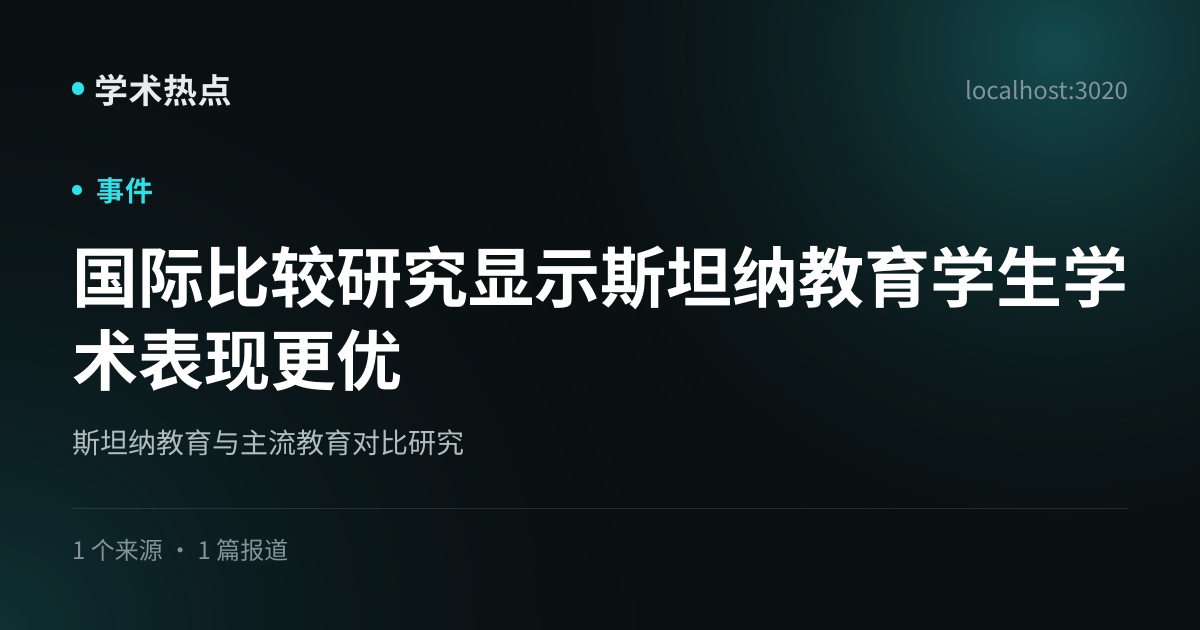 学术热点
localhost:3020
事件
国际比较研究显示斯坦纳教育学生学
术表现更优
斯坦纳教育与主流教育对比研究
1 个来源 · 1 篇报道